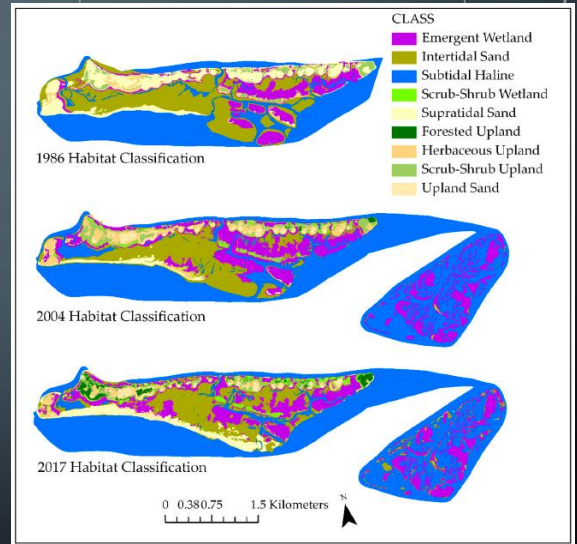 CLASS
Emergent Wetland
Intertidal Sand
Subtidal Haline
Scrub-Shrub Wetland
Supratidal Sand
Forested Upland
Herbaceous Upland
Scrub-Shrub Upland
Upland Sand
1986 Habitat Classification
2004 Habitat Classification
2017 Habitat Classification
0 0.380.75 1.5 Kilometers
N